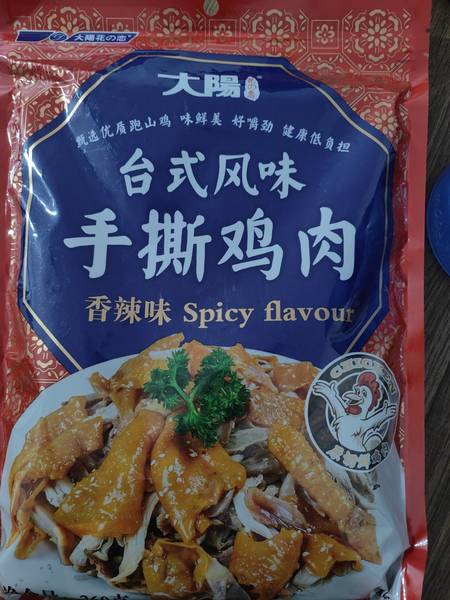 大陽花の恋
大陽
甄选优质跑山鸡 味鲜美 好嚼劲 健康低负担
台式风味
手撕鸡肉
香辣味 Spicy flavour